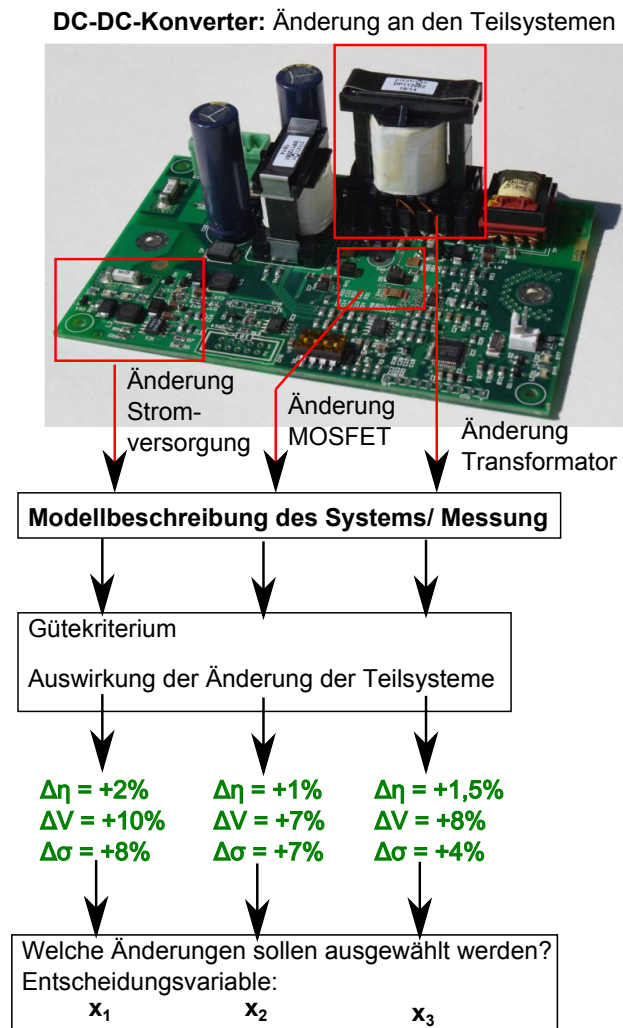 DC-DC-Konverter: Änderung an den Teilsystemen
Änderung
Strom-
versorgung
Änderung
MOSFET
Änderung
Transformator
Modellbeschreibung des Systems/ Messung
Gütekriterium
Auswirkung der Änderung der Teilsysteme
Δη = +2%
ΔV = +10%
Δσ = +8%
Δη = +1%
ΔV = +7%
Δσ = +7%
Δη = +1,5%
ΔV = +8%
Δσ = +4%
Welche Änderungen sollen ausgewählt werden?
Entscheidungsvariable:
x₁ x₂ x₃